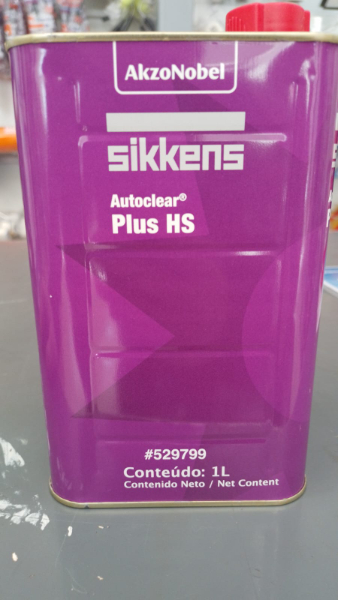 AkzoNobel
sikkens
Autoclear®
Plus HS
#529799
Conteúdo: 1L
Contenido Neto / Net Content